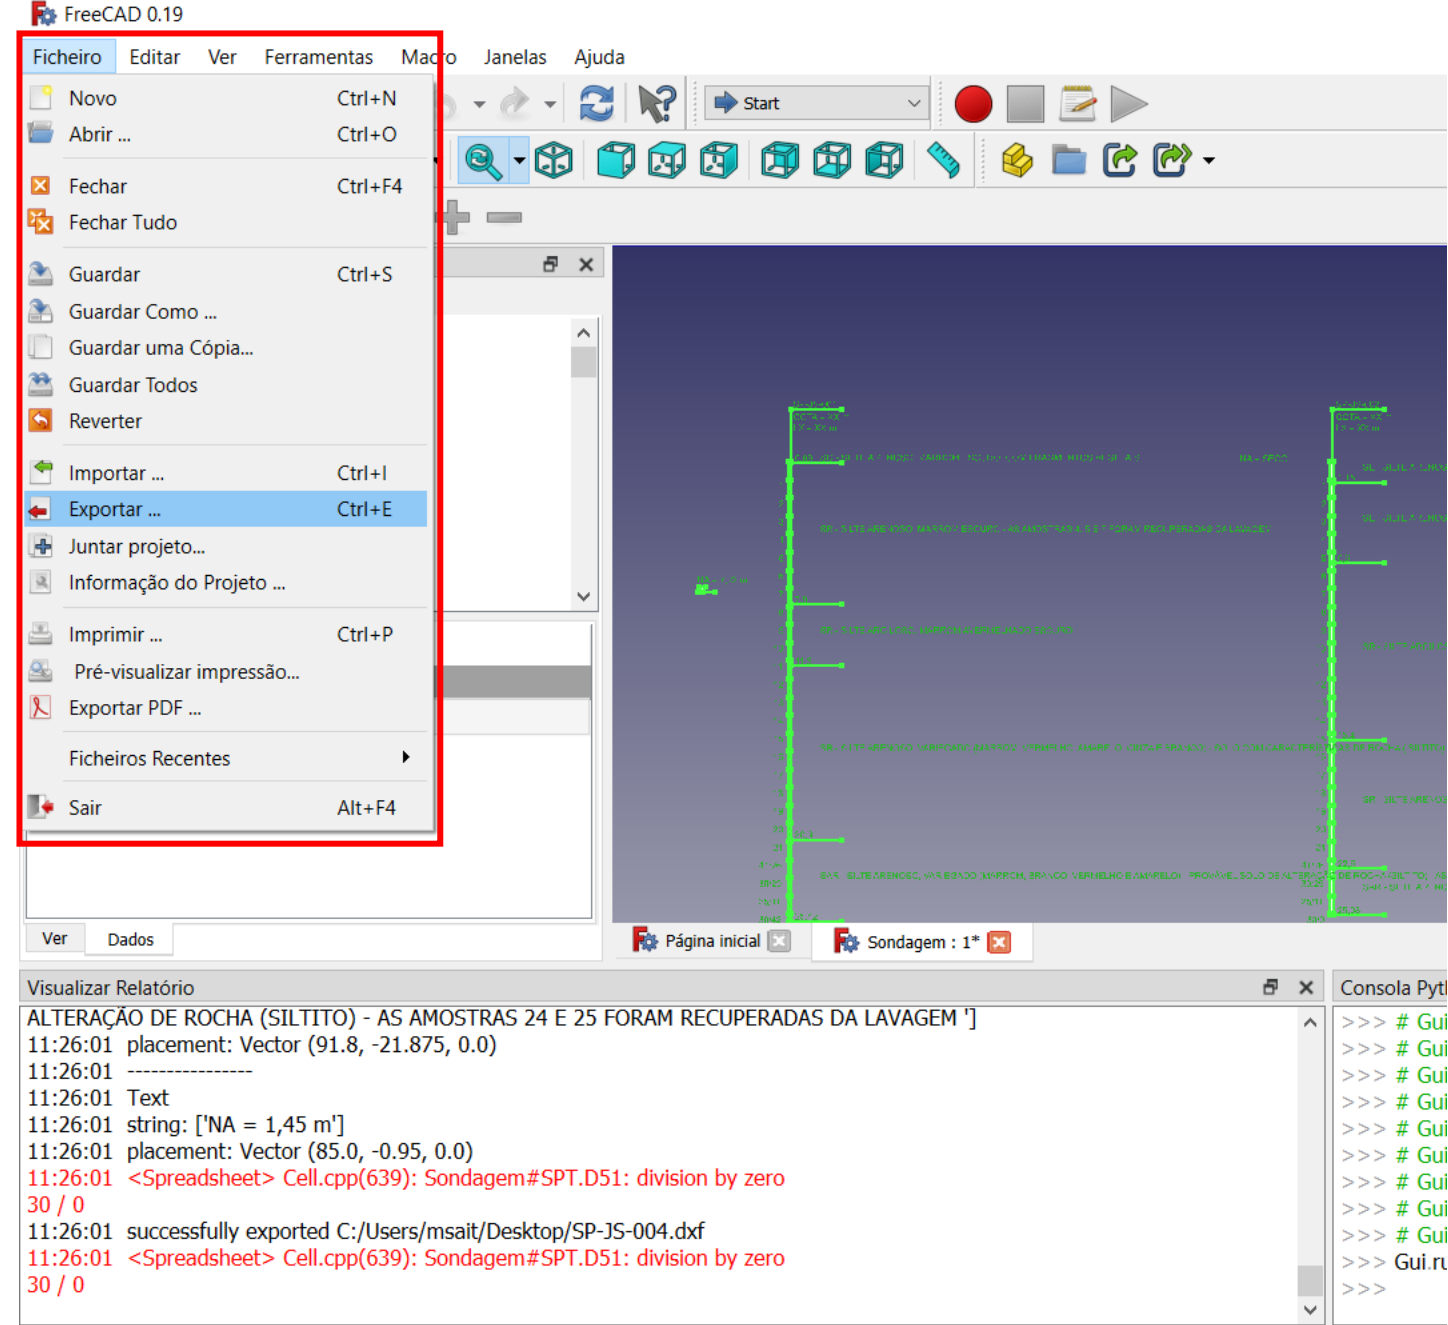 FreeCAD 0.19
Ficheiro Editar Ver Ferramentas Macro Janelas Ajuda
Novo Ctrl+N
Abrir ... Ctrl+O
Start
Fechar Ctrl+F4
Fechar Tudo
Guardar Ctrl+S
Guardar Como ...
Guardar uma Cópia...
Guardar Todos
Reverter
Importar ... Ctrl+I
Exportar ... Ctrl+E
Juntar projeto...
Informação do Projeto ...
Imprimir ... Ctrl+P
Pré-visualizar impressão...
Exportar PDF ...
Ficheiros Recentes
Sair Alt+F4
Ver Dados
Página inicial
Sondagem : 1*
Visualizar Relatório
ALTERAÇÃO DE ROCHA (SILTITO) - AS AMOSTRAS 24 E 25 FORAM RECUPERADAS DA LAVAGEM ']
11:26:01 placement: Vector (91.8, -21.875, 0.0)
11:26:01 ----------------
11:26:01 Text
11:26:01 string: ['NA = 1,45 m']
11:26:01 placement: Vector (85.0, -0.95, 0.0)
11:26:01 <Spreadsheet> Cell.cpp(639): Sondagem#SPT.D51: division by zero
30 / 0
11:26:01 successfully exported C:/Users/msait/Desktop/SP-JS-004.dxf
11:26:01 <Spreadsheet> Cell.cpp(639): Sondagem#SPT.D51: division by zero
30 / 0
Consola Pyt
>>> # Gui
>>> # Gui
>>> # Gui
>>> # Gui
>>> # Gui
>>> # Gui
>>> # Gui
>>> # Gui
>>> # Gui
>>> Gui.ru
>>>